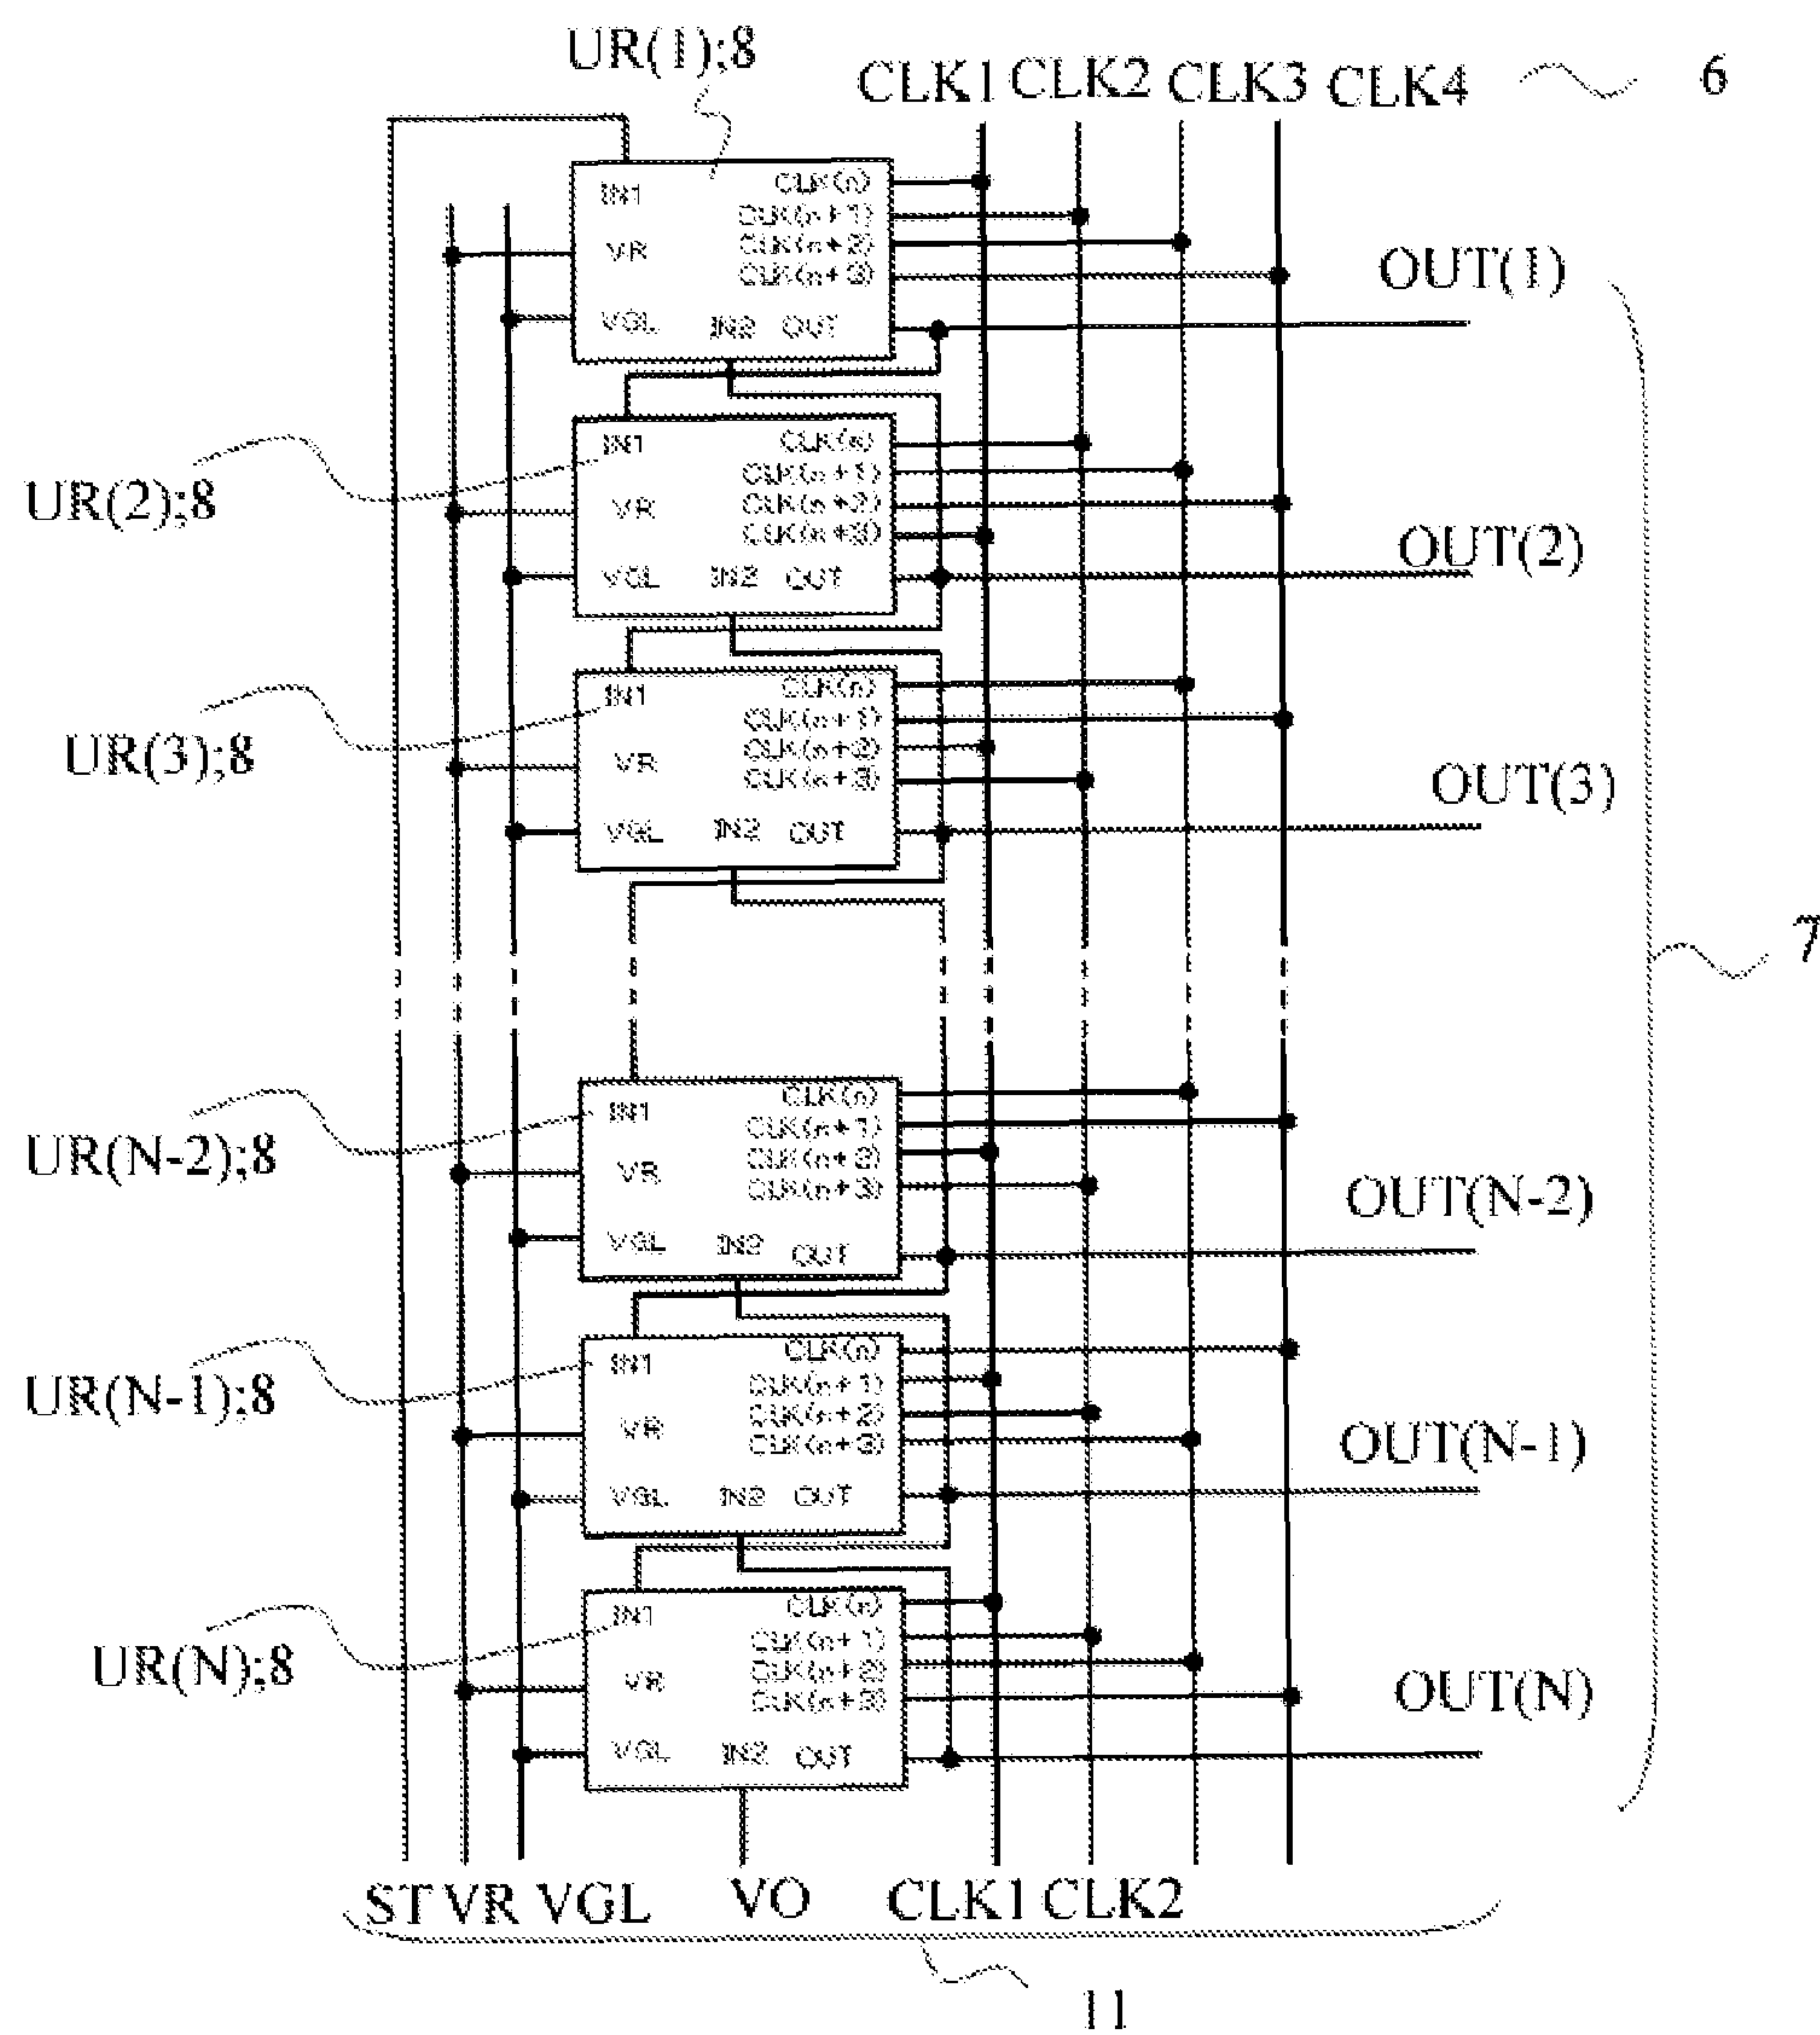 UR(1);8
CLK1 CLK2 CLK3 CLK4 6
IN1 CLK(n)
CLK(n+1)
VR CLK(n+2)
CLK(n+3)
OUT(1)
VGL IN2 OUT
UR(2);8
IN1 CLK(n)
CLK(n+1)
VR CLK(n+2)
CLK(n+3)
OUT(2)
VGL IN2 OUT
UR(3);8
IN1 CLK(n)
CLK(n+1)
VR CLK(n+2)
CLK(n+3)
OUT(3)
VGL IN2 OUT
7
UR(N-2);8
IN1 CLK(n)
CLK(n+1)
VR CLK(n+2)
CLK(n+3)
OUT(N-2)
VGL IN2 OUT
UR(N-1);8
IN1 CLK(n)
CLK(n+1)
VR CLK(n+2)
CLK(n+3)
OUT(N-1)
VGL IN2 OUT
UR(N);8
IN1 CLK(n)
CLK(n+1)
VR CLK(n+2)
CLK(n+3)
OUT(N)
VGL IN2 OUT
ST VR VGL VO CLK1 CLK2
11